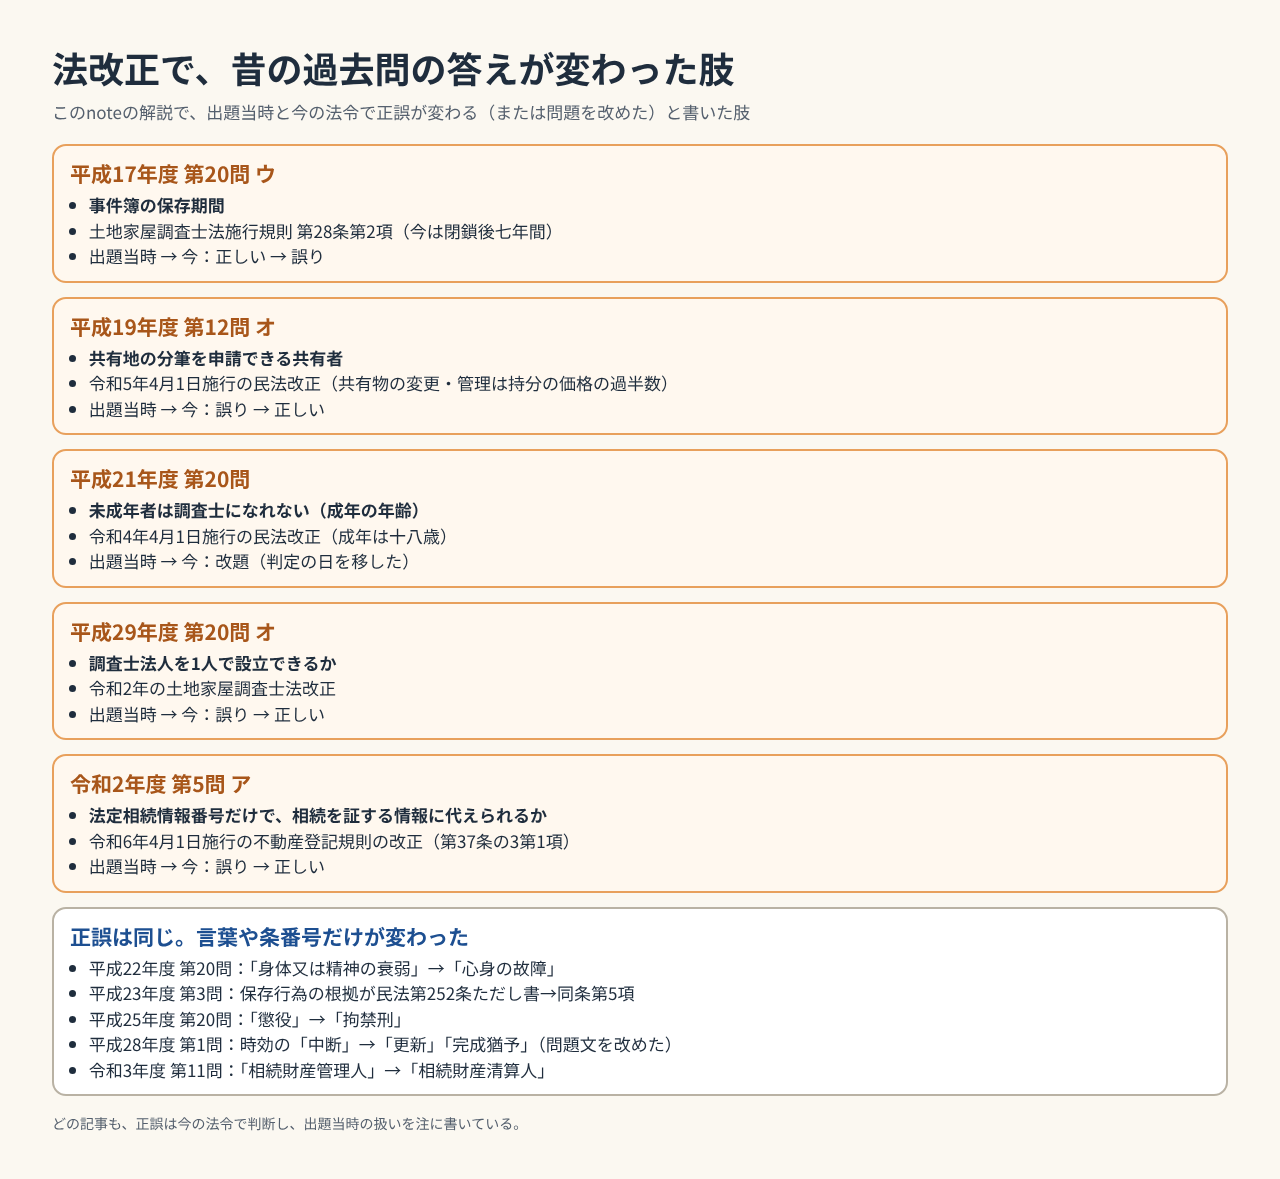 法改正で、昔の過去問の答えが変わった肢
このnoteの解説で、出題当時と今の法令で正誤が変わる（または問題を改めた）と書いた肢
平成17年度 第20問 ウ
• 事件簿の保存期間
• 土地家屋調査士法施行規則 第28条第2項（今は閉鎖後七年間）
• 出題当時 → 今：正しい → 誤り
平成19年度 第12問 オ
• 共有地の分筆を申請できる共有者
• 令和5年4月1日施行の民法改正（共有物の変更・管理は持分の価格の過半数）
• 出題当時 → 今：誤り → 正しい
平成21年度 第20問
• 未成年者は調査士になれない（成年の年齢）
• 令和4年4月1日施行の民法改正（成年は十八歳）
• 出題当時 → 今：改題（判定の日を移した）
平成29年度 第20問 オ
• 調査士法人を1人で設立できるか
• 令和2年の土地家屋調査士法改正
• 出題当時 → 今：誤り → 正しい
令和2年度 第5問 ア
• 法定相続情報番号だけで、相続を証する情報に代えられるか
• 令和6年4月1日施行の不動産登記規則の改正（第37条の3第1項）
• 出題当時 → 今：誤り → 正しい
正誤は同じ。言葉や条番号だけが変わった
• 平成22年度 第20問：「身体又は精神の衰弱」→「心身の故障」
• 平成23年度 第3問：保存行為の根拠が民法第252条ただし書→同条第5項
• 平成25年度 第20問：「懲役」→「拘禁刑」
• 平成28年度 第1問：時効の「中断」→「更新」「完成猶予」（問題文を改めた）
• 令和3年度 第11問：「相続財産管理人」→「相続財産清算人」
どの記事も、正誤は今の法令で判断し、出題当時の扱いを注に書いている。